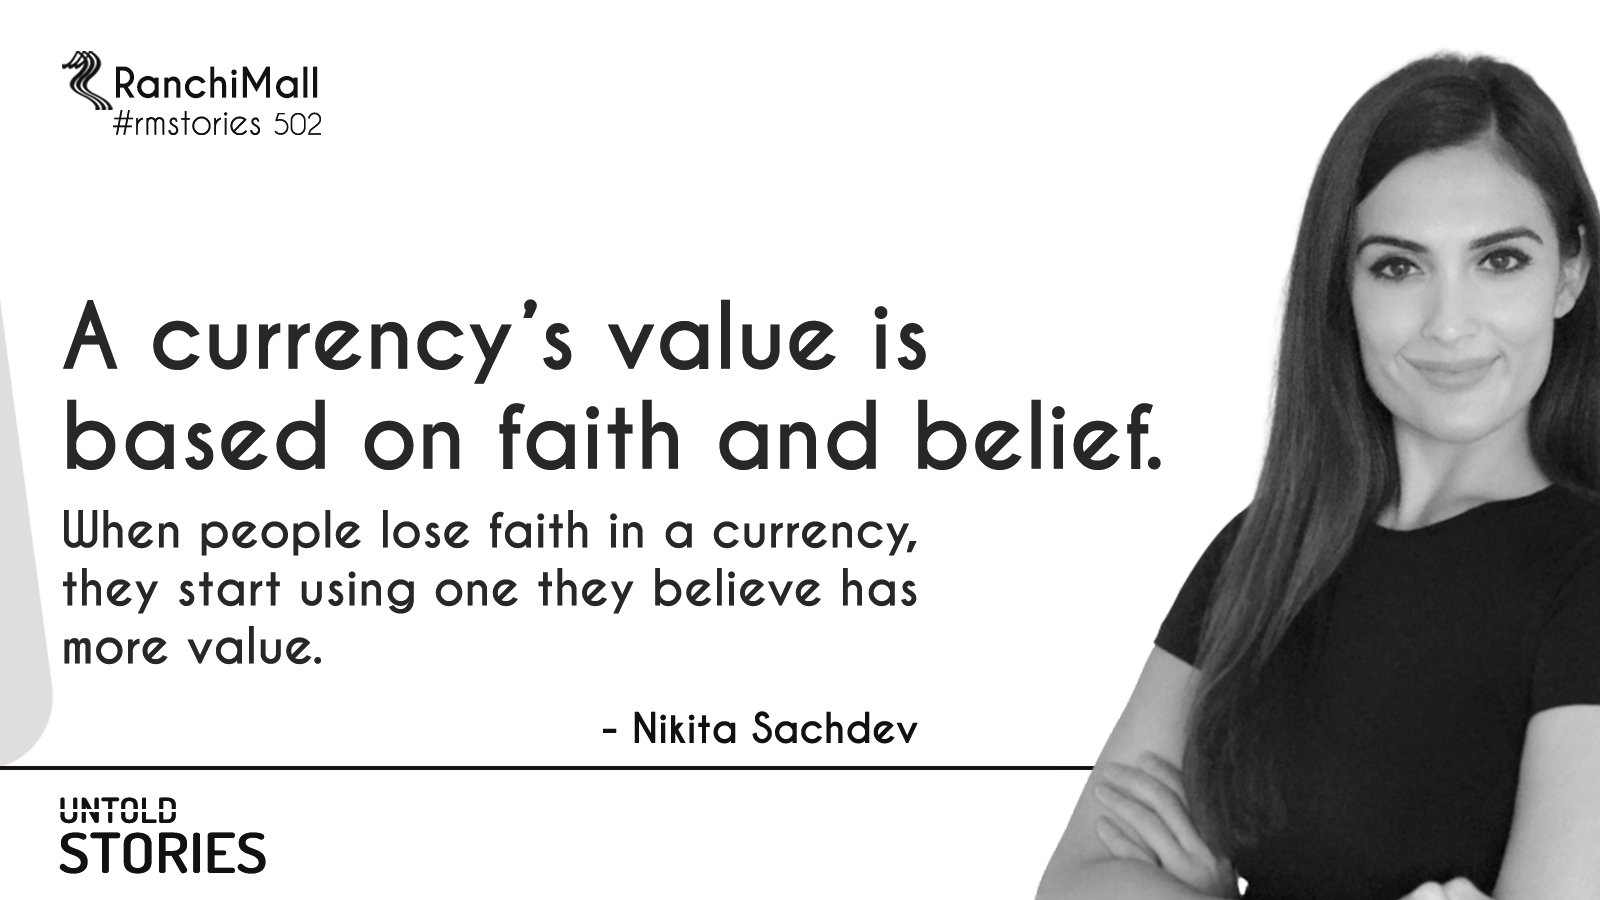 RanchiMall
#rmstories 502
A currency’s value is
based on faith and belief.
When people lose faith in a currency,
they start using one they believe has
more value.
- Nikita Sachdev
UNTOLD
STORIES